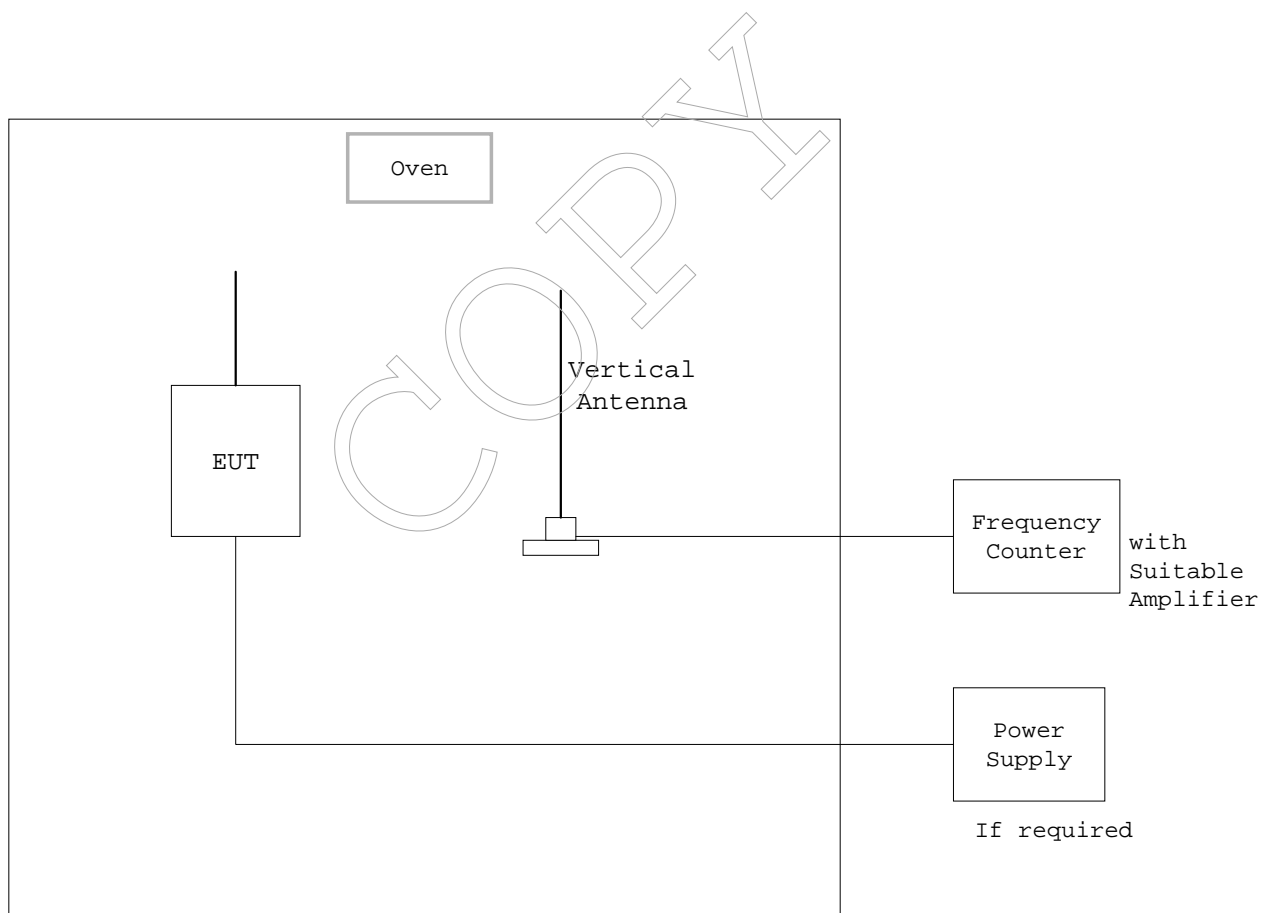 COPY
Oven
Vertical
Antenna
EUT
Frequency
Counter
with
Suitable
Amplifier
Power
Supply
If required